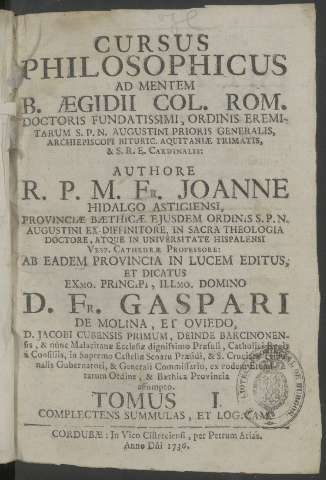 CURSUS
PHILOSOPHICUS
AD MENTEM
B. ÆGIDII COL. ROM.
DOCTORIS FUNDATISSIMI, ORDINIS EREMI-
TARUM S.P.N. AUGUSTINI PRIORIS GENERALIS,
ARCHIEPISCOPI BITURIC. AQUITANIÆ PRIMATIS,
& S.R.E. CARDINALIS:
AUTHORE
R. P. M. FR. JOANNE
HIDALGO ASTIGIENSI,
PROVINCIÆ BÆTHICÆ EJUSDEM ORDINIS S.P.N.
AUGUSTINI EX-DIFFINITORE, IN SACRA THEOLOGIA
DOCTORE, ATQUE IN UNIVERSITATE HISPALENSI
VESP. CATHEDRÆ PROFESSORE:
AB EADEM PROVINCIA IN LUCEM EDITUS,
ET DICATUS
EXMO. PRINCIPI, ILLMO. DOMINO
D. FR. GASPARI
DE MOLINA, ET OVIEDO,
D. JACOBI CUBENSIS PRIMUM, DEINDE BARCINONEN-
sis, & nunc Malacitanæ Ecclesiæ dignissimo Præsuli, Catholici Regis
à Consiliis, in Supremo Castellæ Senatu Præsidi, & S. Cruciatæ
nalis Gubernatori, & Generali Commissario, ex eodem
tarum Ordine, & Bæthica Provincia
assumpto.
TOMUS I.
COMPLECTENS SUMMULAS, ET LOGICAM.
CORDUBÆ: In Vico Cisterciensi, per Petrum Arias.
Anno Dñi 1736.